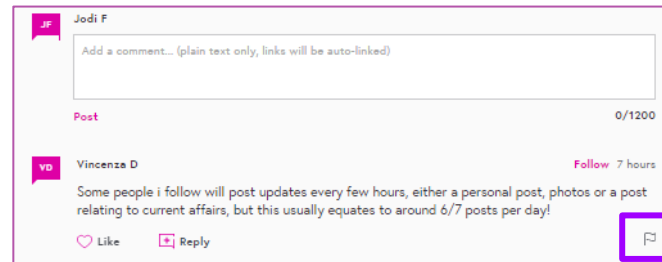 JF
Jodi F
Add a comment... (plain text only, links will be auto-linked)
Post
0/1200
VD
Vincenza D
Follow 7 hours
Some people i follow will post updates every few hours, either a personal post, photos or a post
relating to current affairs, but this usually equates to around 6/7 posts per day!
Like
Reply